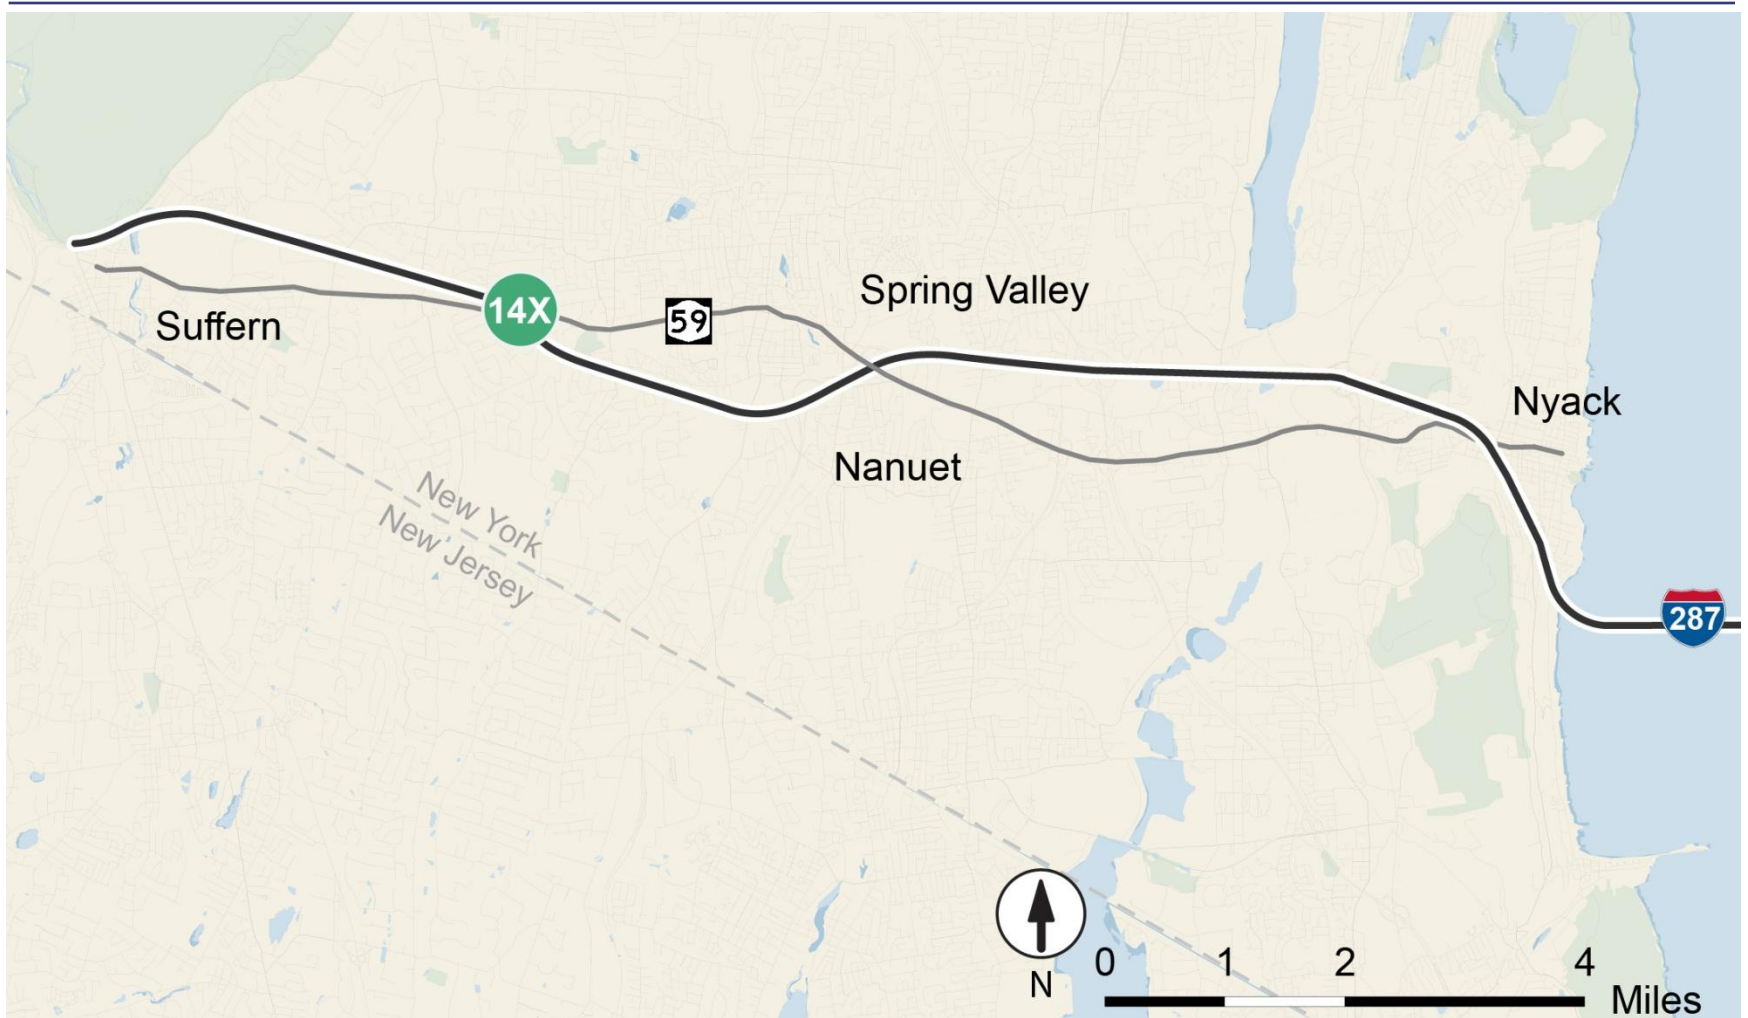 14X
59
Spring Valley
Suffern
Nyack
Nanuet
New York
New Jersey
287
N
0 1 2 4
Miles